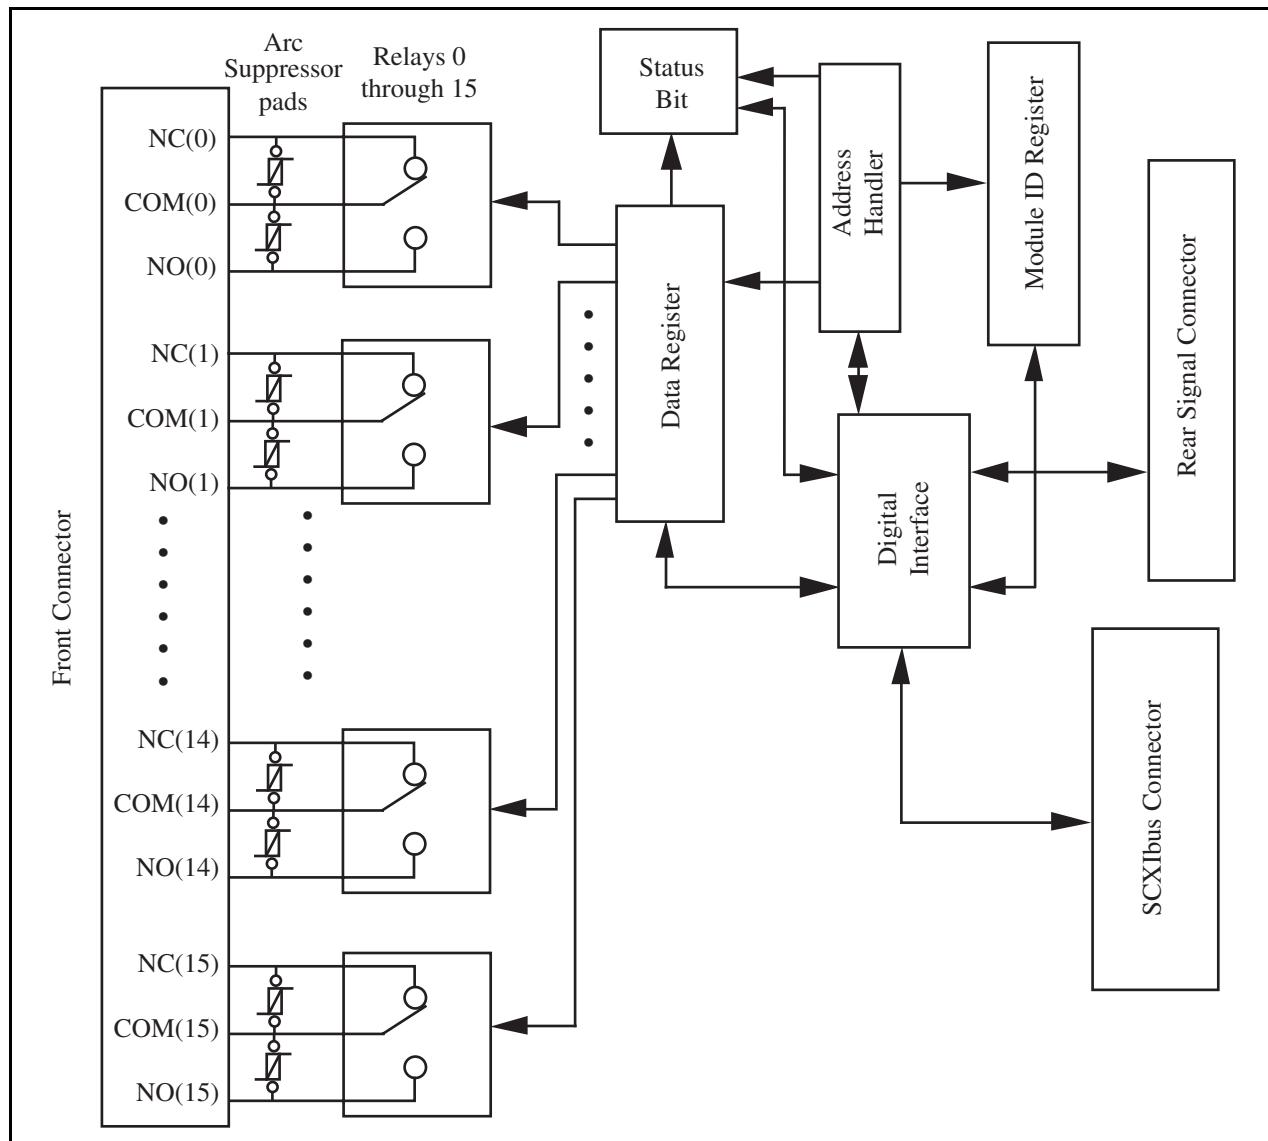 Arc
Suppressor
pads
Relays 0
through 15
Status
Bit
Address
Handler
Module ID Register
Rear Signal Connector
Data Register
Digital
Interface
SCXIbus Connector
Front Connector
NC(0)
COM(0)
NO(0)
NC(1)
COM(1)
NO(1)
NC(14)
COM(14)
NO(14)
NC(15)
COM(15)
NO(15)